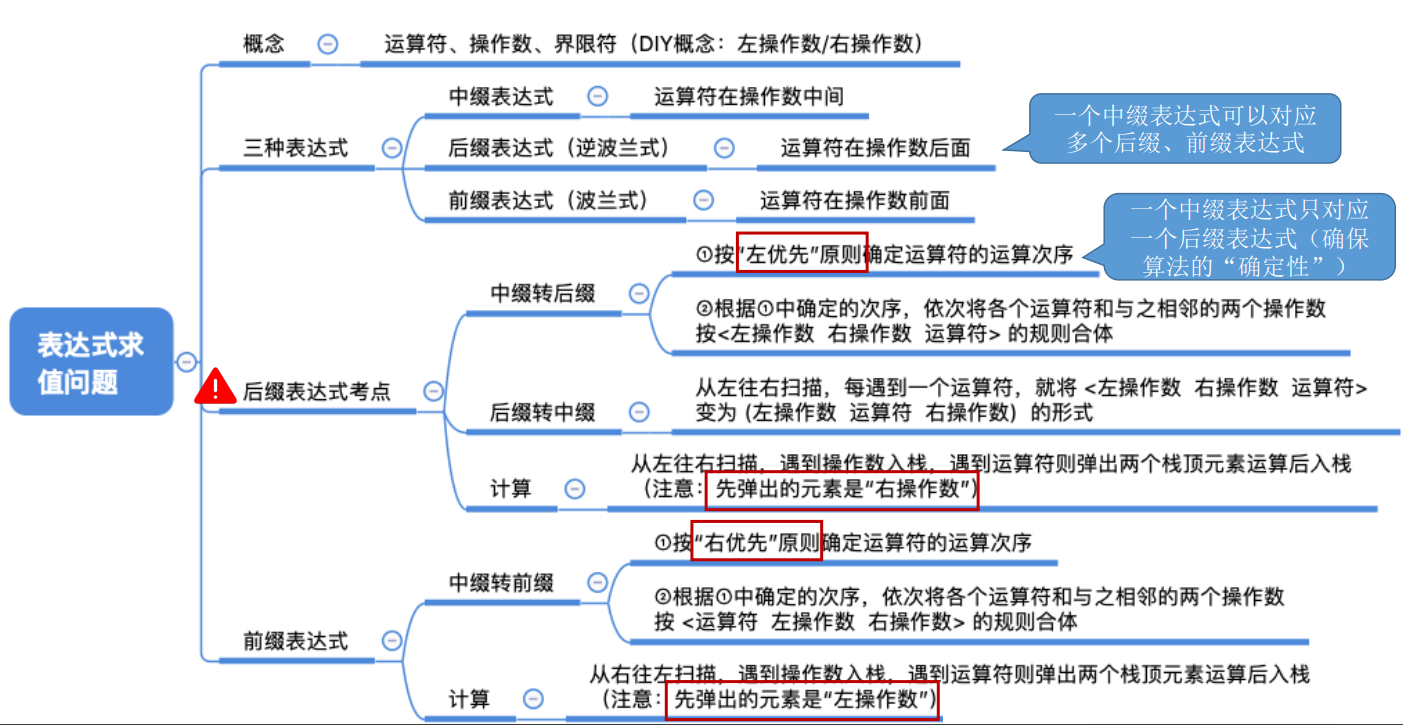 概念
运算符、操作数、界限符（DIY概念：左操作数/右操作数）
中缀表达式
运算符在操作数中间
一个中缀表达式可以对应
多个后缀、前缀表达式
三种表达式
后缀表达式（逆波兰式）
运算符在操作数后面
前缀表达式（波兰式）
运算符在操作数前面
一个中缀表达式只对应
一个后缀表达式（确保
算法的“确定性”）
①按“左优先”原则确定运算符的运算次序
中缀转后缀
②根据①中确定的次序，依次将各个运算符和与之相邻的两个操作数
按<左操作数 右操作数 运算符> 的规则合体
表达式求
值问题
后缀表达式考点
从左往右扫描，每遇到一个运算符，就将 <左操作数 右操作数 运算符>
变为 (左操作数 运算符 右操作数) 的形式
后缀转中缀
从左往右扫描，遇到操作数入栈，遇到运算符则弹出两个栈顶元素运算后入栈
（注意：先弹出的元素是“右操作数”）
计算
①按“右优先”原则确定运算符的运算次序
中缀转前缀
②根据①中确定的次序，依次将各个运算符和与之相邻的两个操作数
按 <运算符 左操作数 右操作数> 的规则合体
前缀表达式
从右往左扫描，遇到操作数入栈，遇到运算符则弹出两个栈顶元素运算后入栈
（注意：先弹出的元素是“左操作数”）
计算